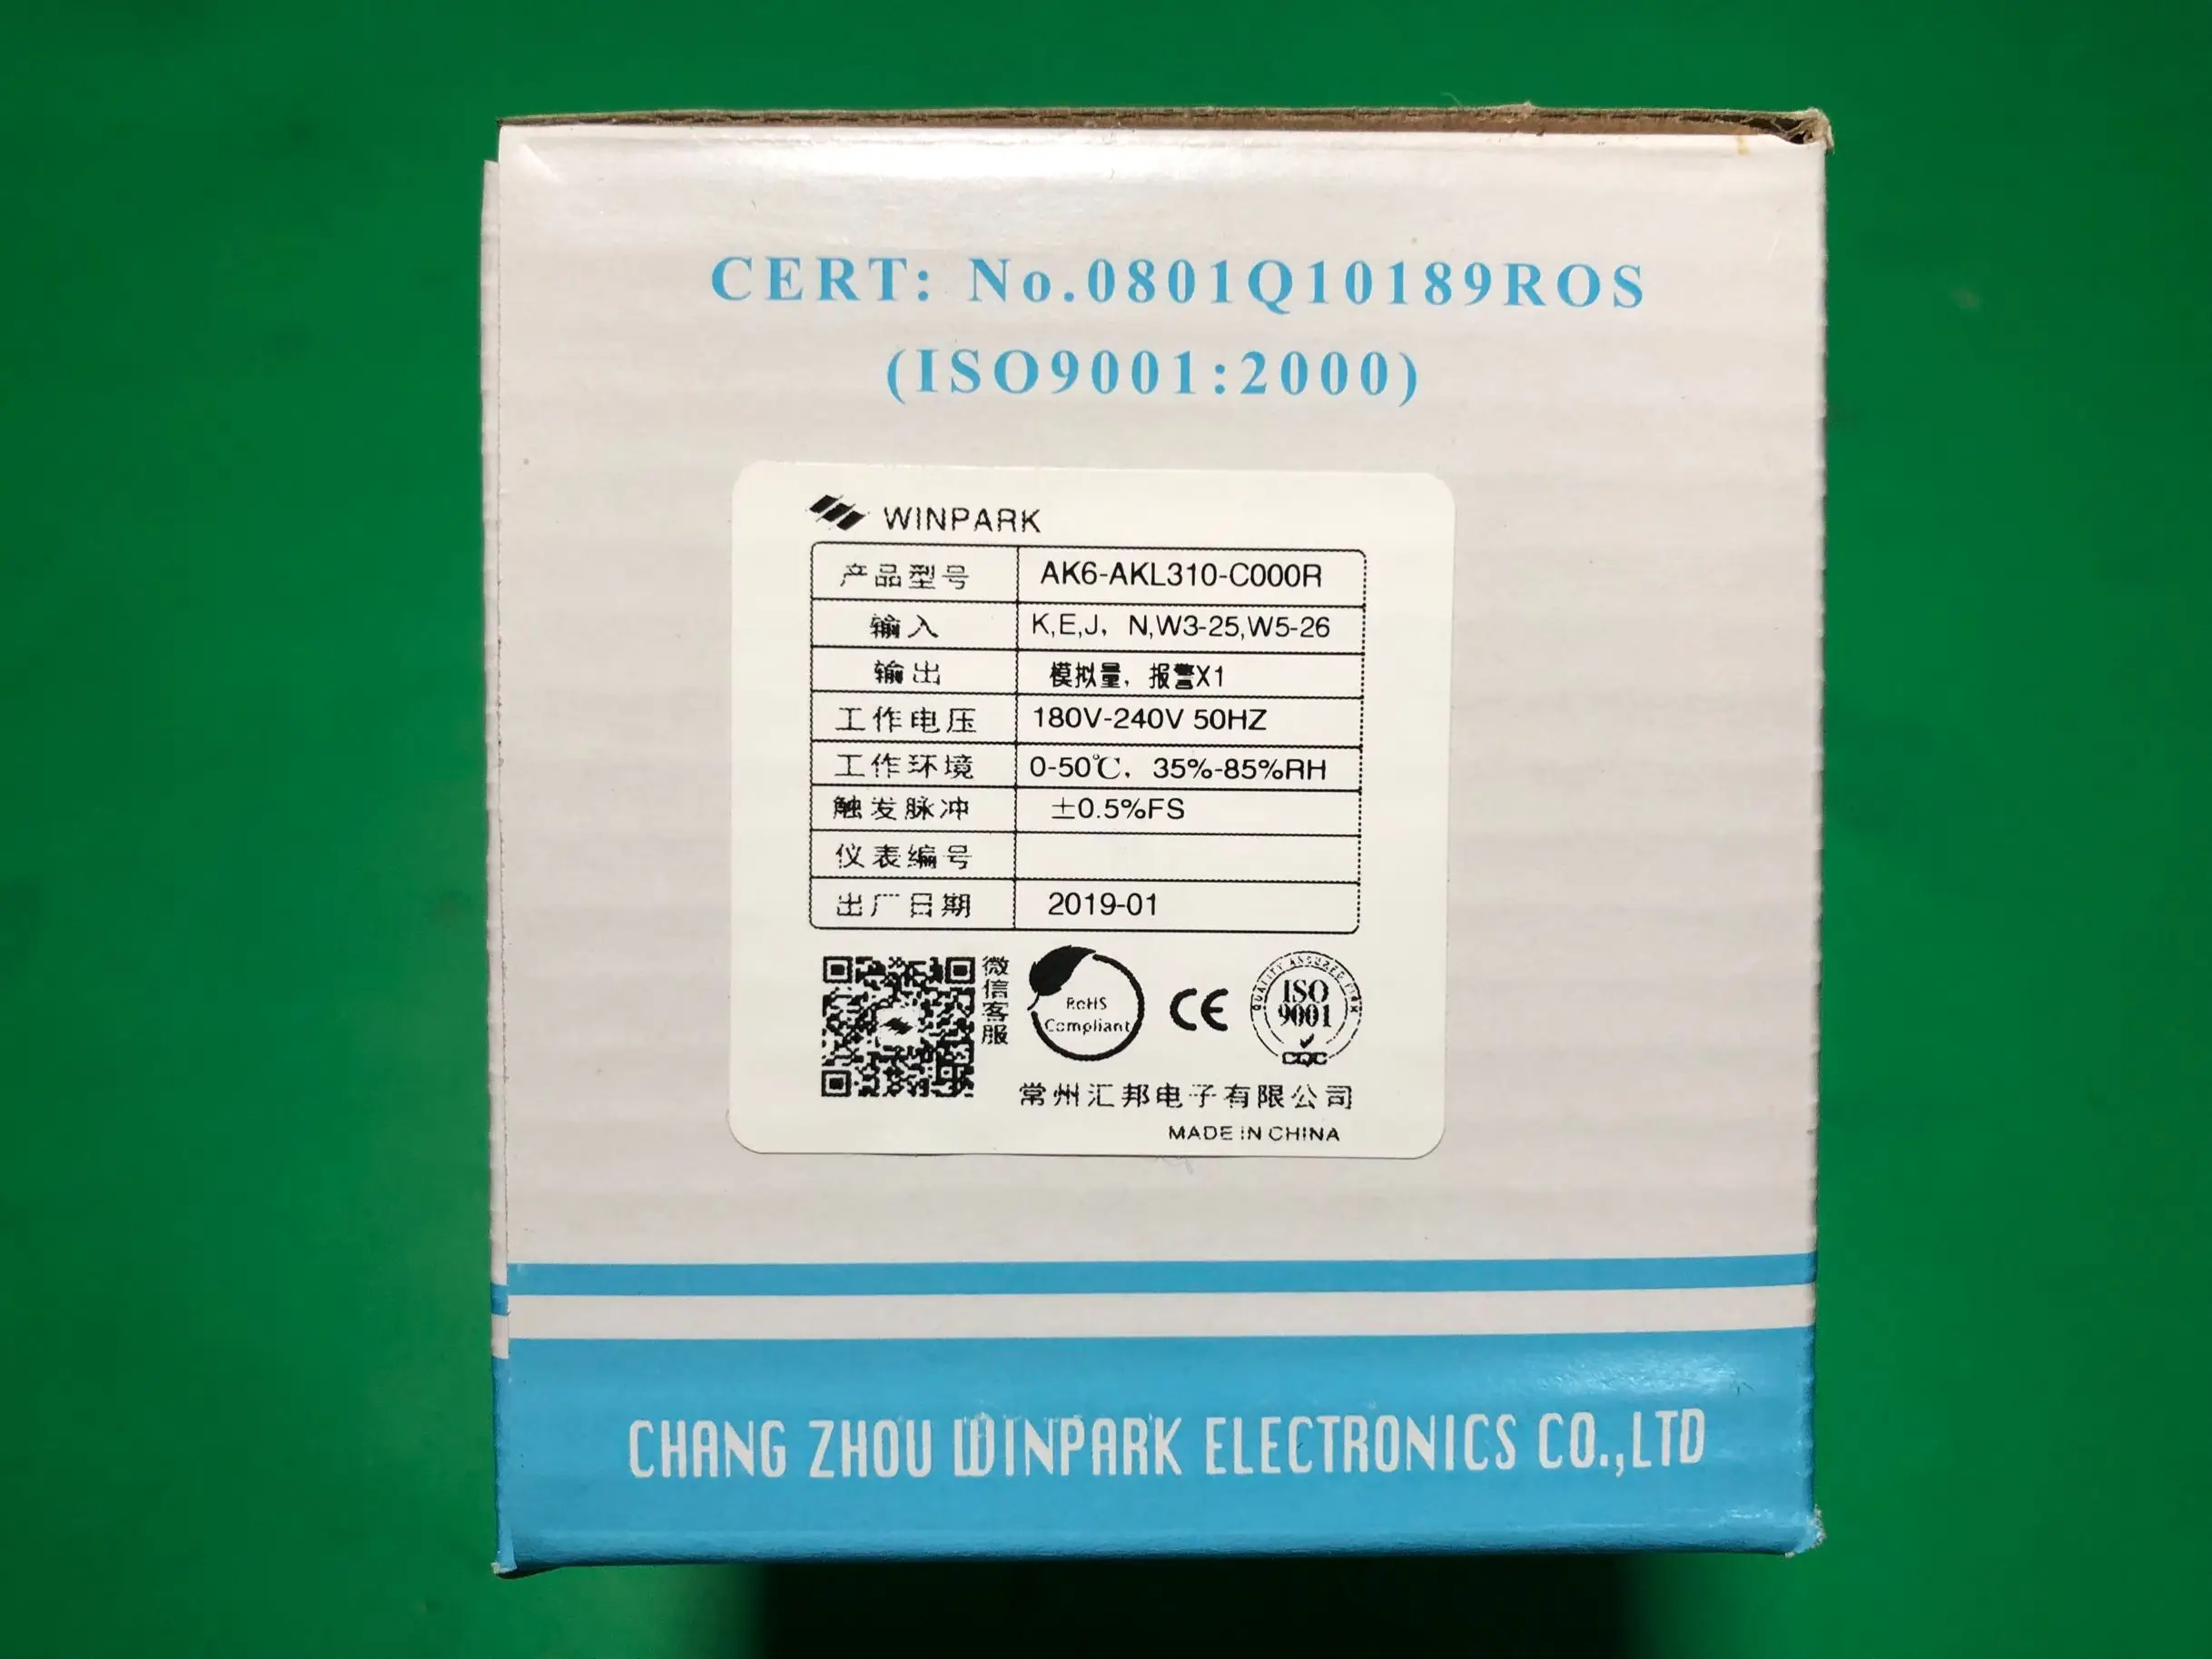 CERT: No.0801Q10189ROS
(ISO9001:2000)
WINPARK
产品型号 AK6-AKL310-C000R
输入 K,E,J, N,W3-25,W5-26
输出 模拟量, 报警X1
工作电压 180V-240V 50HZ
工作环境 0-50℃, 35%-85%RH
触发脉冲 ±0.5%FS
仪表编号
出厂日期 2019-01
微信客服
RoHS
Compliant
CE
QUALITY ASSURED FIRM
ISO
9001
CQC
常州汇邦电子有限公司
MADE IN CHINA
CHANG ZHOU WINPARK ELECTRONICS CO.,LTD